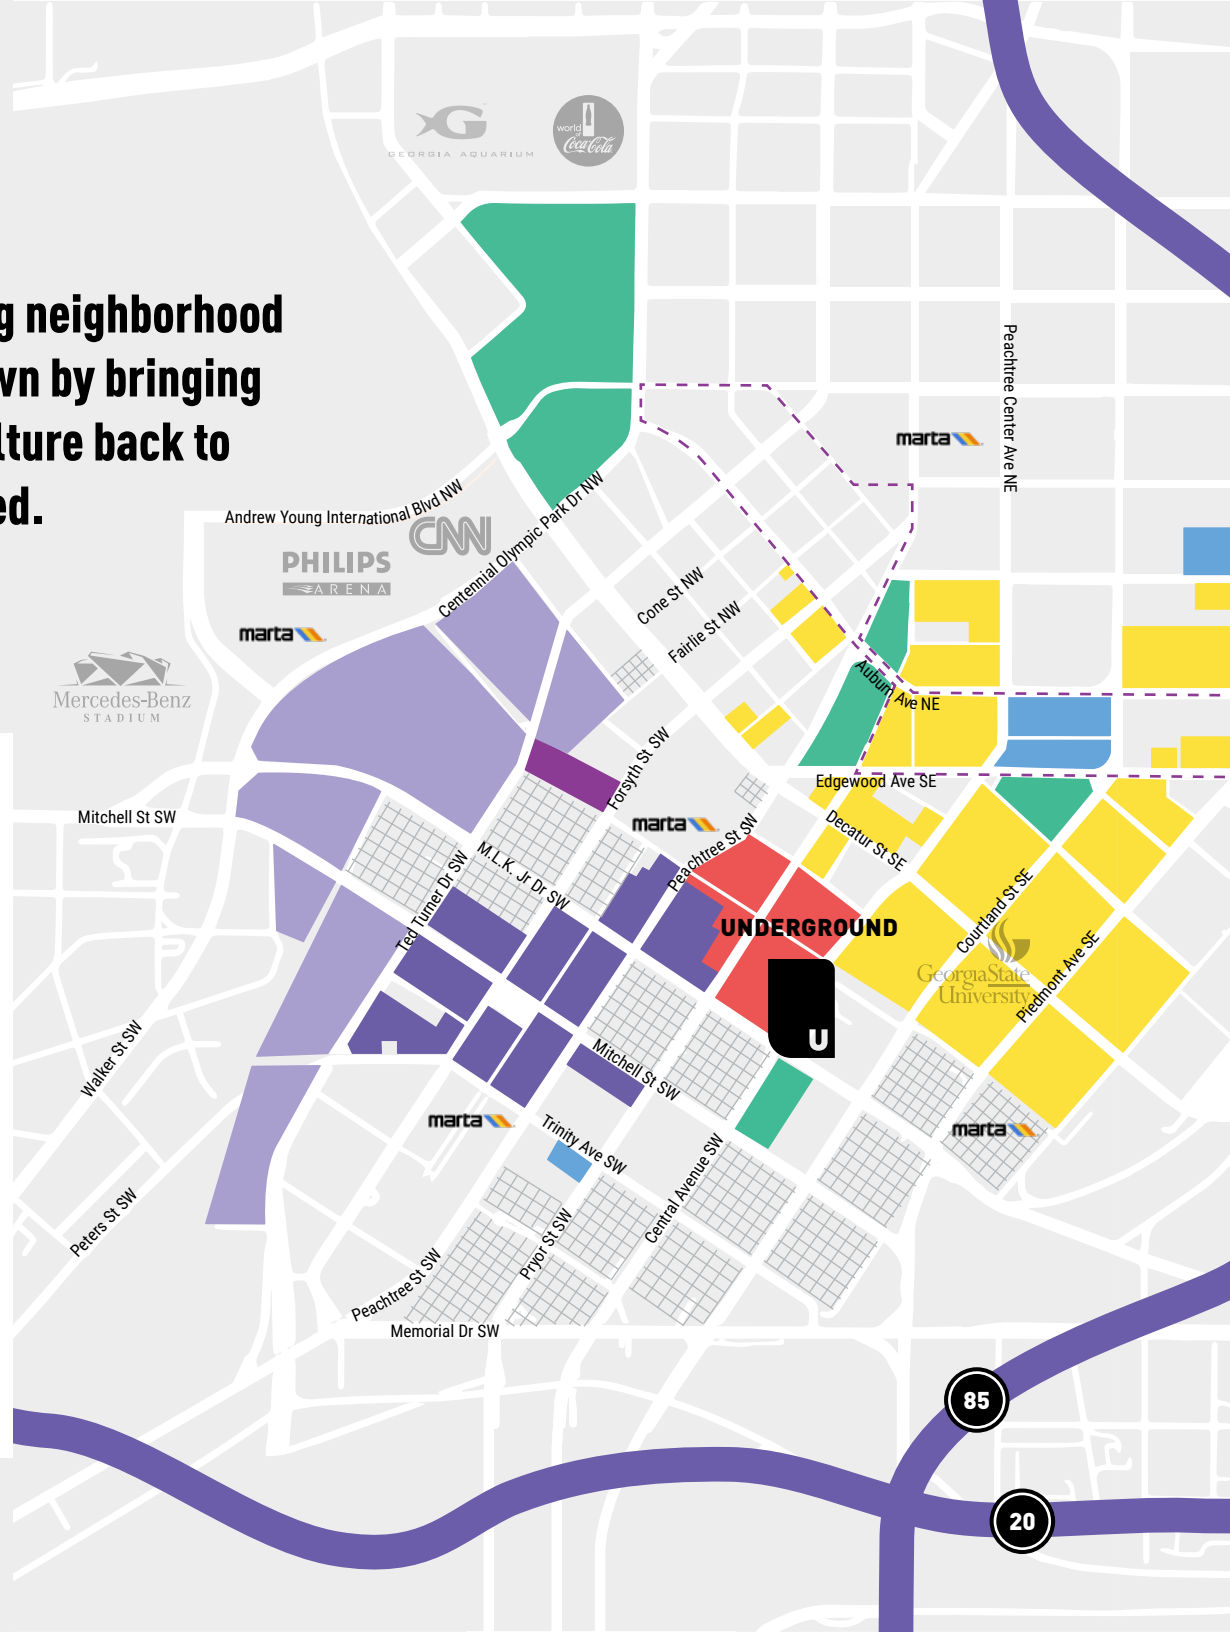 GEORGIA AQUARIUM
world
of
Coca-Cola
g neighborhood
wn by bringing
lture back to
ed.
Peachtree Center Ave NE
marta
Andrew Young International Blvd NW
CNN
Centennial Olympic Park Dr NW
PHILIPS
ARENA
marta
Cone St NW
Fairlie St NW
Mercedes-Benz
STADIUM
Auburn Ave NE
Forsyth St SW
Edgewood Ave SE
Mitchell St SW
marta
Peachtree St SW
Decatur St SE
M.L.K. Jr Dr SW
Ted Turner Dr SW
UNDERGROUND
U
Courtland St SE
GeorgiaState
University
Piedmont Ave SE
Walker St SW
Mitchell St SW
marta
Trinity Ave SW
marta
Central Avenue SW
Peters St SW
Pryor St SW
Peachtree St SW
Memorial Dr SW
85
20